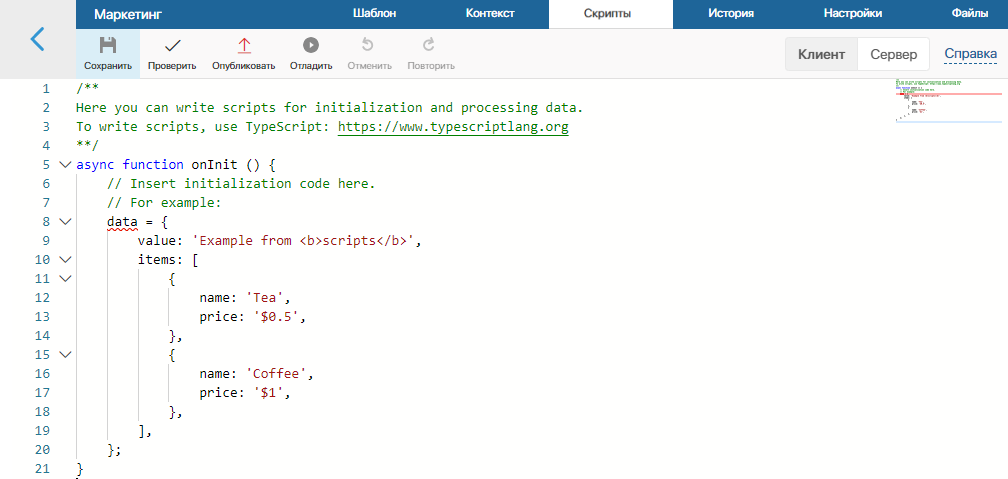 Маркетинг Шаблон Контекст Скрипты История Настройки Файлы
Сохранить Проверить Опубликовать Отладить Отменить Повторить Клиент Сервер Справка
1 /**
2 Here you can write scripts for initialization and processing data.
3 To write scripts, use TypeScript: https://www.typescriptlang.org
4 **/
5 async function onInit () {
6 // Insert initialization code here.
7 // For example:
8 data = {
9 value: 'Example from <b>scripts</b>',
10 items: [
11 {
12 name: 'Tea',
13 price: '$0.5',
14 },
15 {
16 name: 'Coffee',
17 price: '$1',
18 },
19 ],
20 };
21 }